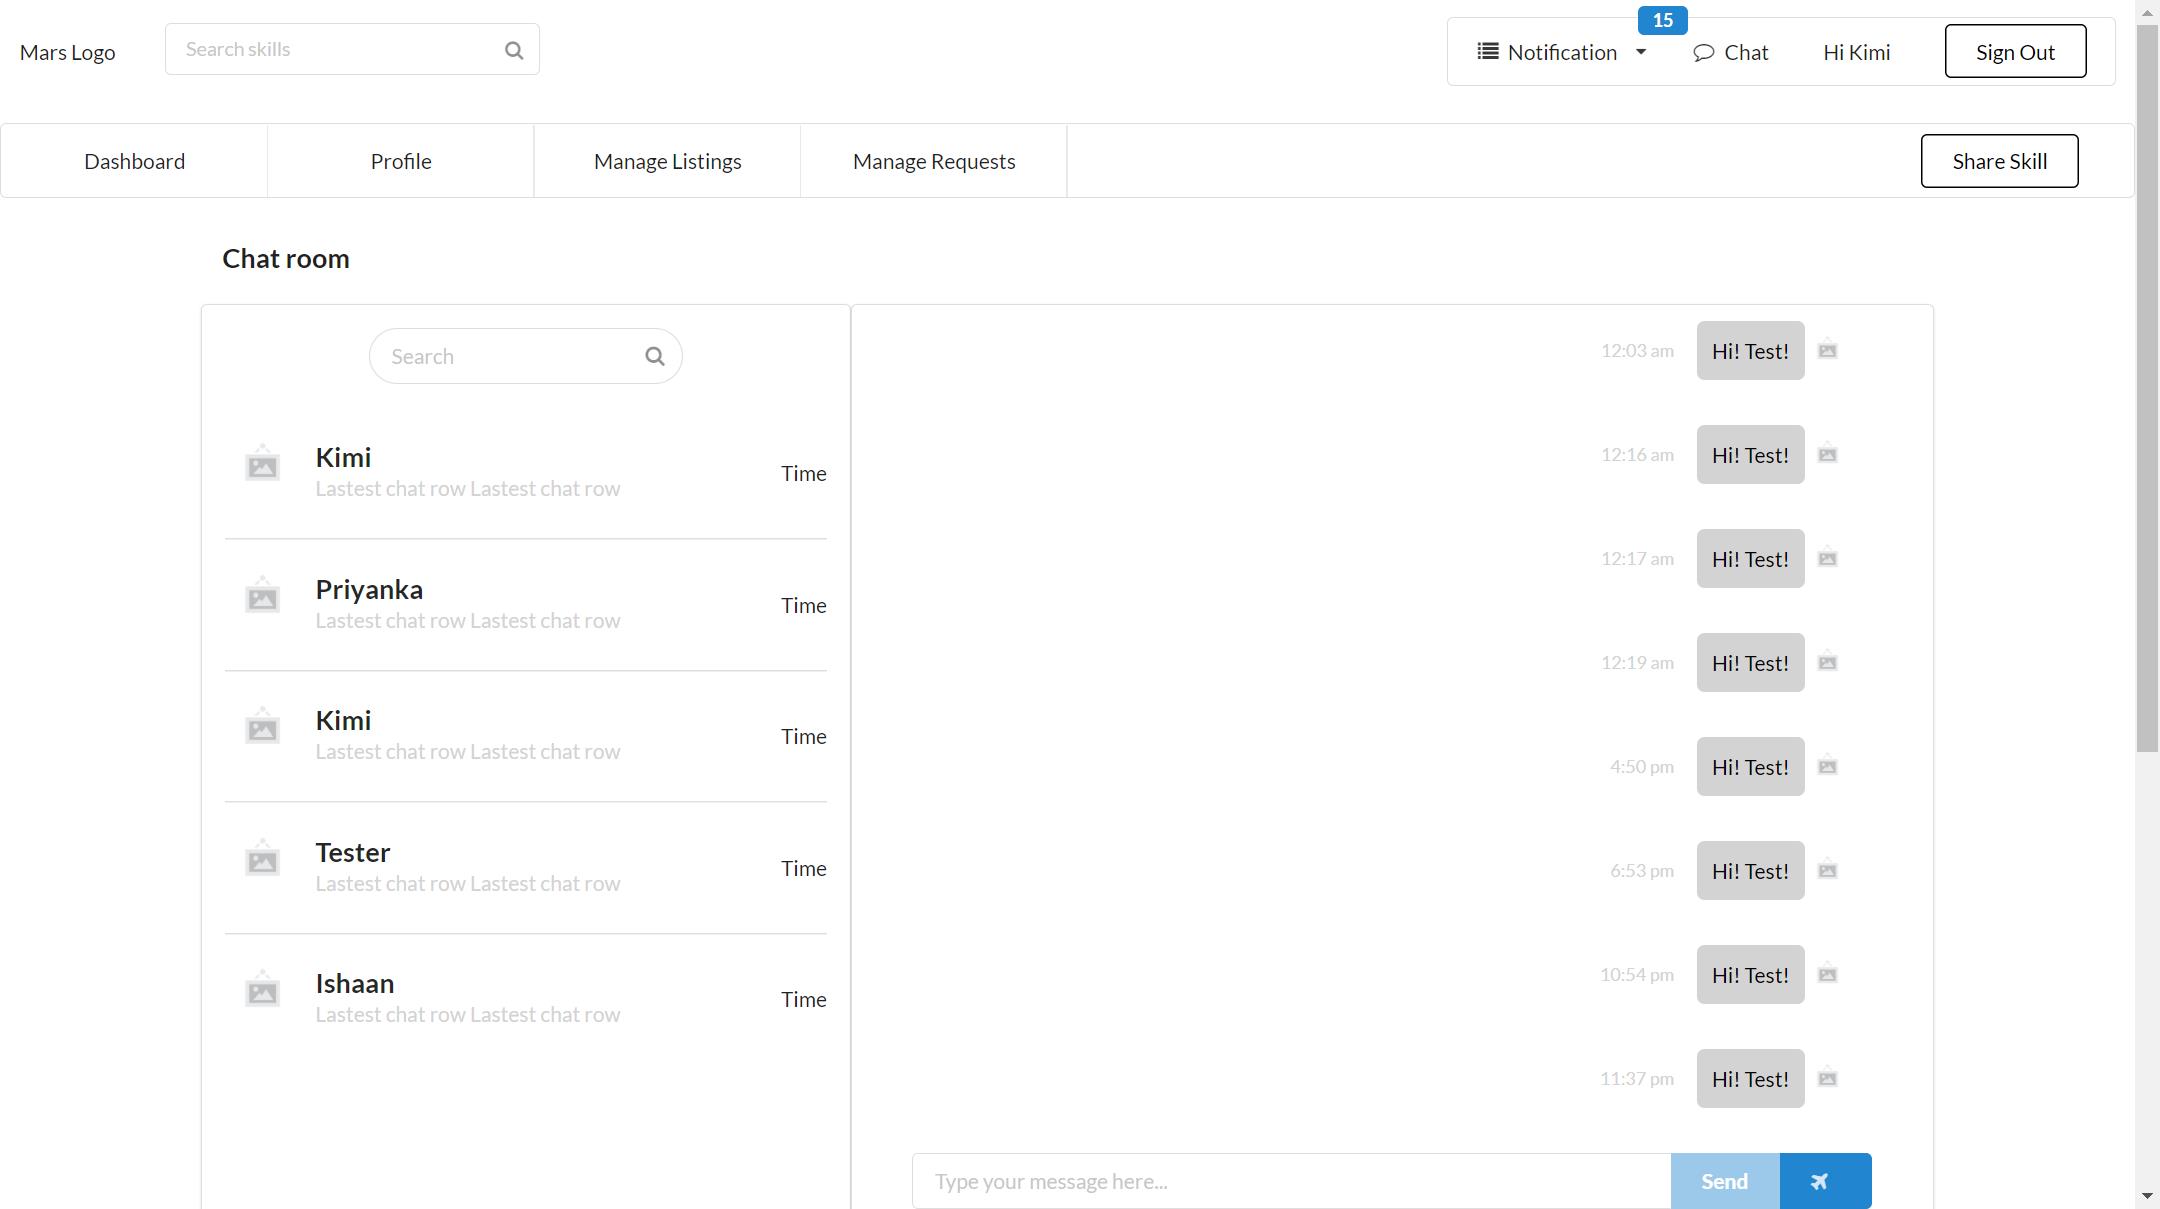 Mars Logo
Search skills
15
Notification
Chat
Hi Kimi
Sign Out
Dashboard
Profile
Manage Listings
Manage Requests
Share Skill
Chat room
Search
Kimi
Lastest chat row Lastest chat row
Time
Priyanka
Lastest chat row Lastest chat row
Time
Kimi
Lastest chat row Lastest chat row
Time
Tester
Lastest chat row Lastest chat row
Time
Ishaan
Lastest chat row Lastest chat row
Time
12:03 am Hi! Test!
12:16 am Hi! Test!
12:17 am Hi! Test!
12:19 am Hi! Test!
4:50 pm Hi! Test!
6:53 pm Hi! Test!
10:54 pm Hi! Test!
11:37 pm Hi! Test!
Type your message here...
Send